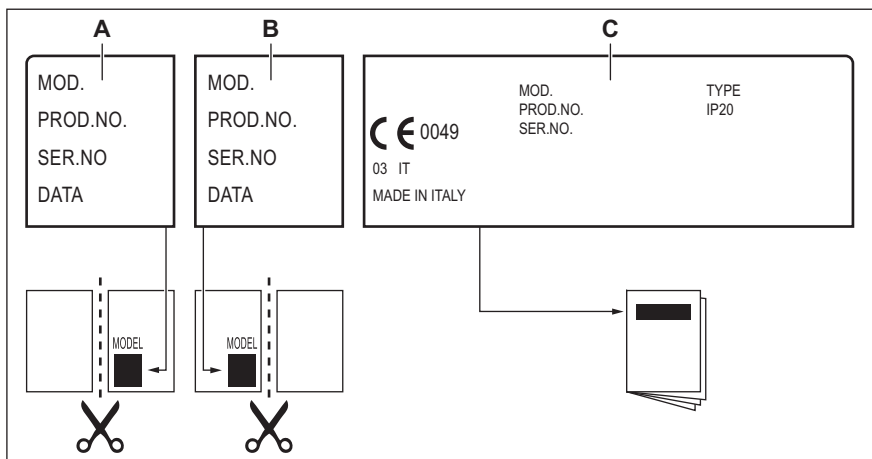 A
B
C
MOD.
PROD.NO.
SER.NO
DATA
MOD.
PROD.NO.
SER.NO
DATA
MOD.
PROD.NO.
SER.NO.
TYPE
IP20
CE 0049
03 IT
MADE IN ITALY
MODEL
MODEL